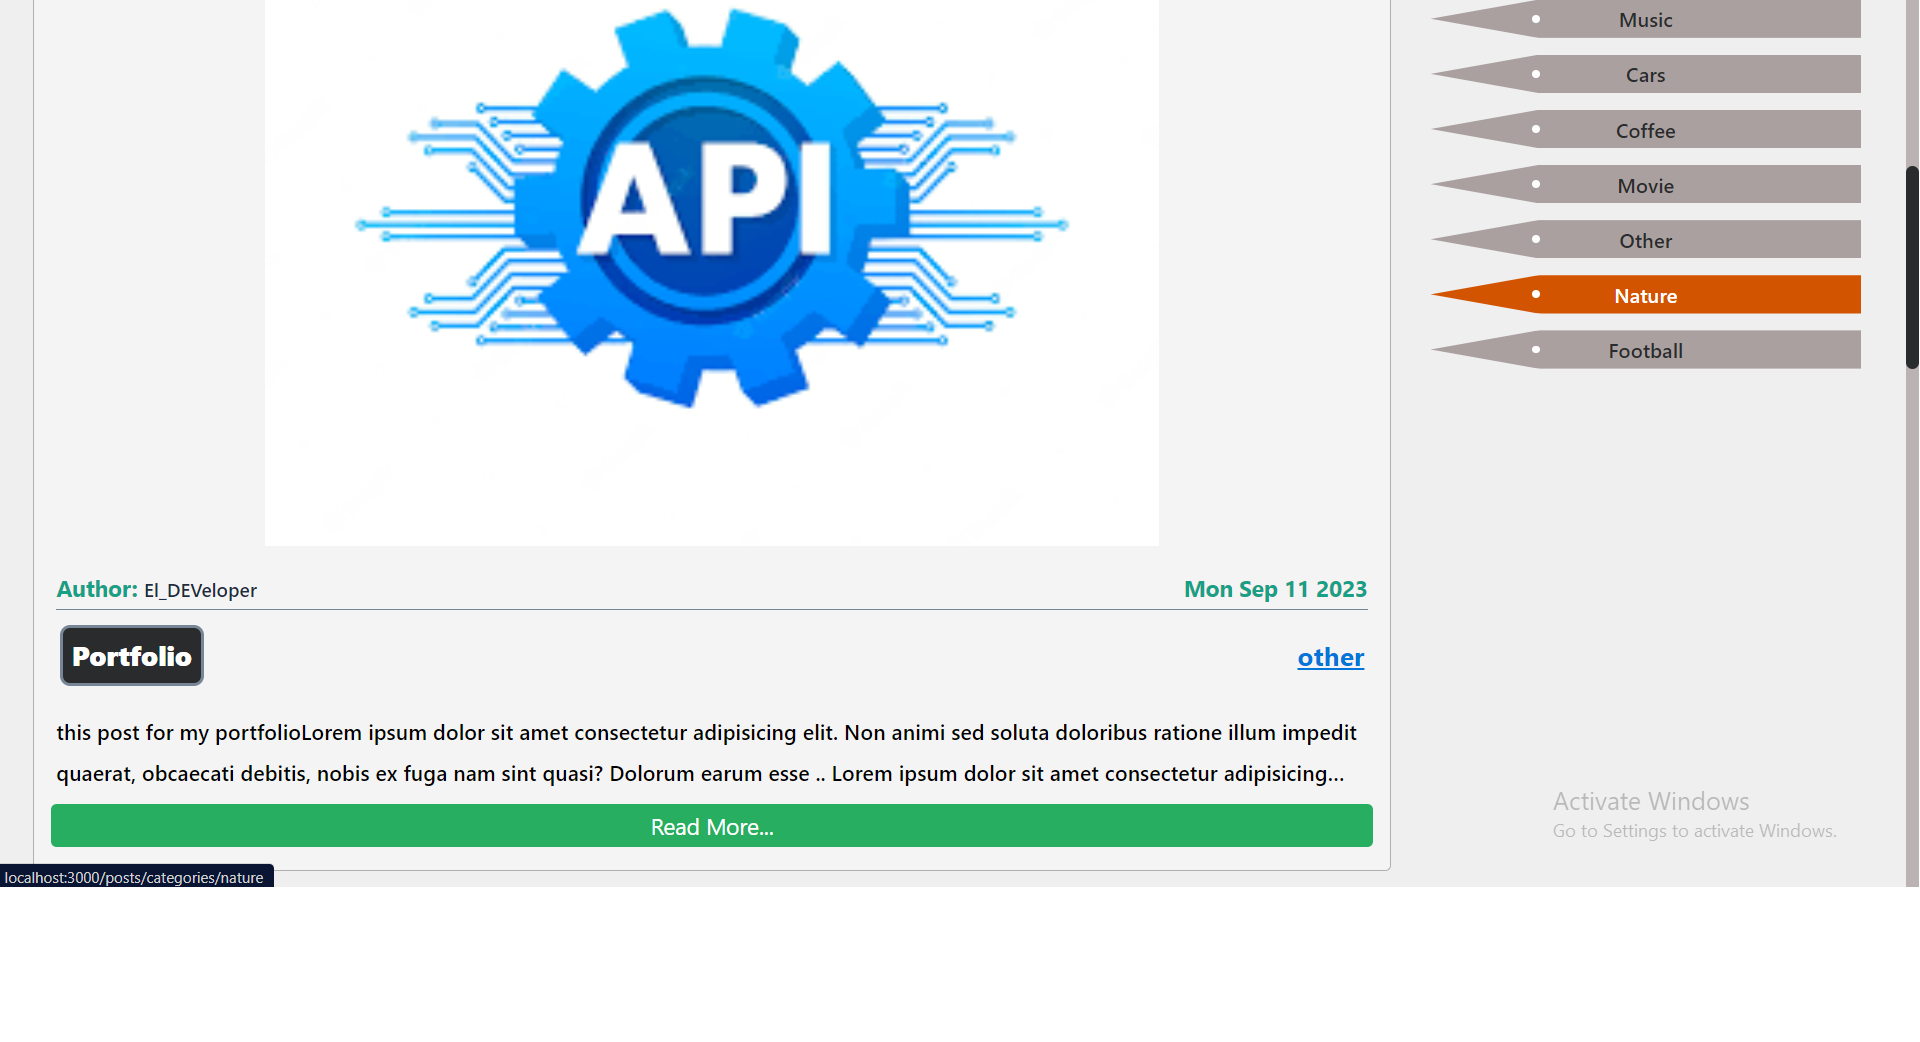 API
Author: El_DEVeloper
Mon Sep 11 2023
Portfolio
other
this post for my portfolioLorem ipsum dolor sit amet consectetur adipisicing elit. Non animi sed soluta doloribus ratione illum impedit
quaerat, obcaecati debitis, nobis ex fuga nam sint quasi? Dolorum earum esse .. Lorem ipsum dolor sit amet consectetur adipisicing...
Read More...
Music
Cars
Coffee
Movie
Other
Nature
Football
Activate Windows
Go to Settings to activate Windows.
localhost:3000/posts/categories/nature